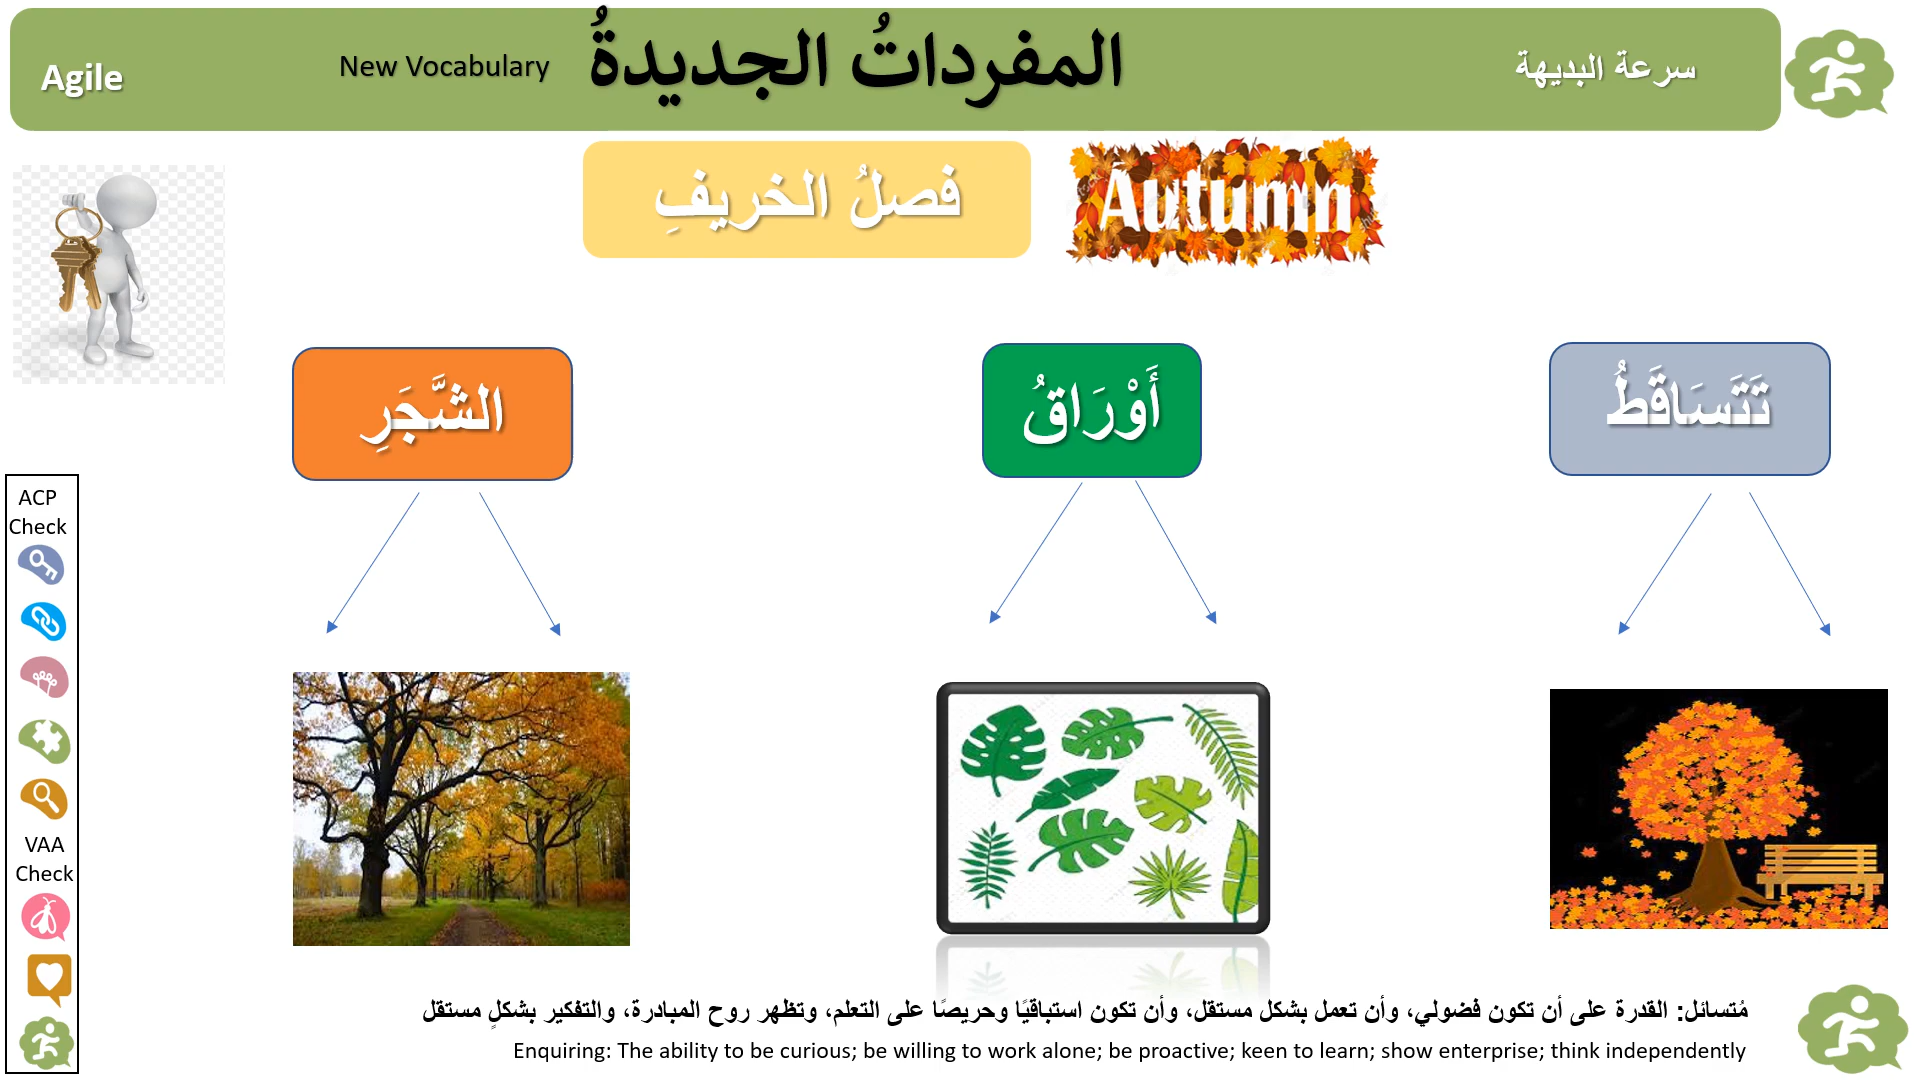 سرعة البديهة
المفرداتُ الجديدةُ
New Vocabulary
Agile
فصلُ الخريفِ
Autumn
تَتَسَاقَطُ
أَوْرَاقُ
الشَّجَرِ
ACP
Check
VAA
Check
مُتسائل: القدرة على أن تكون فضولي، وأن تعمل بشكل مستقل، وأن تكون استباقيًا وحريصًا على التعلم، وتظهر روح المبادرة، والتفكير بشكلٍ مستقل
Enquiring: The ability to be curious; be willing to work alone; be proactive; keen to learn; show enterprise; think independently